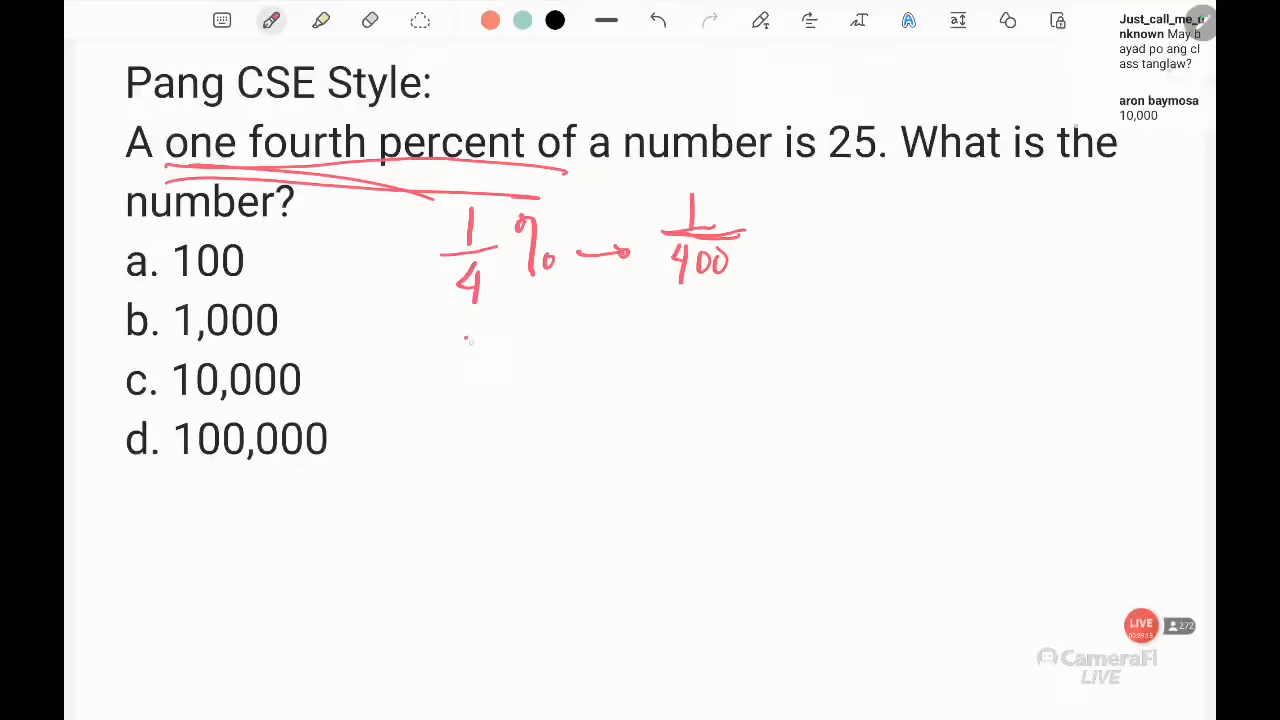 Just_call_me_
nknown May b
ayad po ang cl
ass tanglaw?
aron baymosa
10,000
Pang CSE Style:
A one fourth percent of a number is 25. What is the
number?
1/4 % → 1/400
a. 100
b. 1,000
c. 10,000
d. 100,000
LIVE
272
CameraFi
LIVE